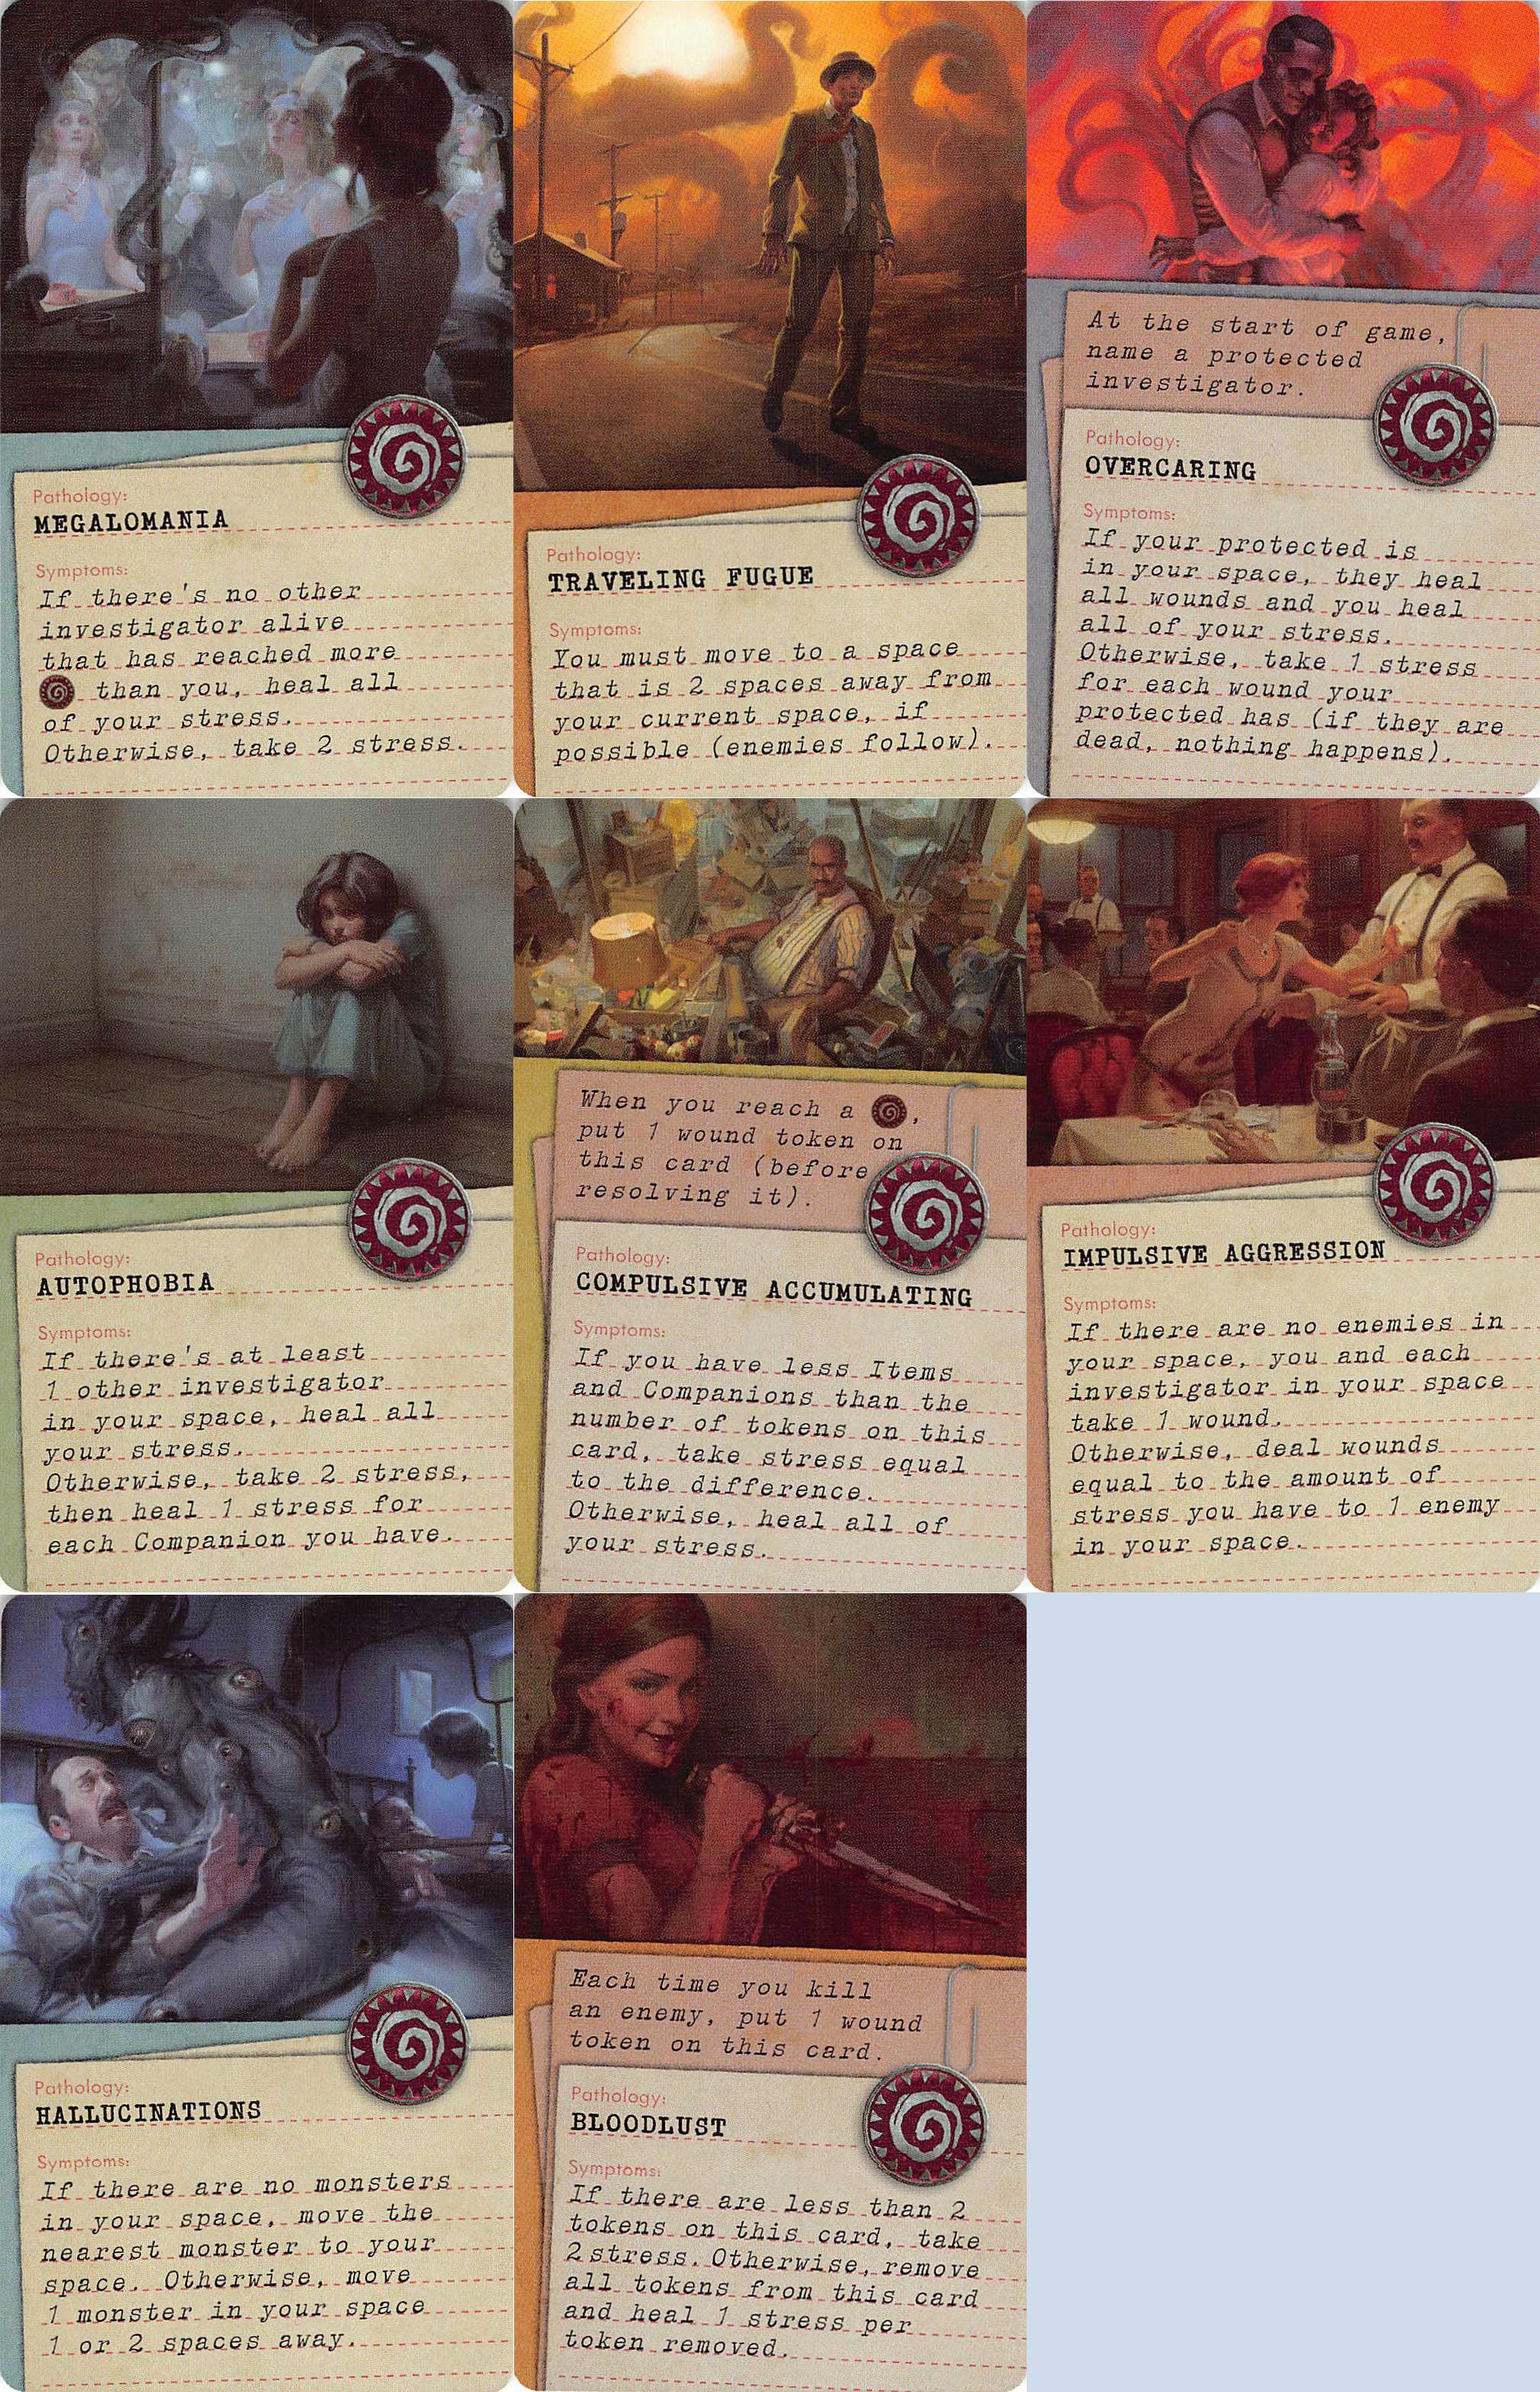 Pathology:
MEGALOMANIA
Symptoms:
If there's no other
investigator alive
that has reached more
than you, heal all
of your stress.
Otherwise, take 2 stress.
Pathology:
TRAVELING FUGUE
Symptoms:
You must move to a space
that is 2 spaces away from
your current space, if
possible (enemies follow).
At the start of game,
name a protected
investigator.
Pathology:
OVERCARING
Symptoms:
If your protected is
in your space, they heal
all wounds and you heal
all of your stress.
Otherwise, take 1 stress
for each wound your
protected has (if they are
dead, nothing happens).
Pathology:
AUTOPHOBIA
Symptoms:
If there's at least
1 other investigator
in your space, heal all
your stress.
Otherwise, take 2 stress,
then heal 1 stress for
each Companion you have.
When you reach a ,
put 1 wound token on
this card (before
resolving it).
Pathology:
COMPULSIVE ACCUMULATING
Symptoms:
If you have less Items
and Companions than the
number of tokens on this
card, take stress equal
to the difference.
Otherwise, heal all of
your stress.
Pathology:
IMPULSIVE AGGRESSION
Symptoms:
If there are no enemies in
your space, you and each
investigator in your space
take 1 wound.
Otherwise, deal wounds
equal to the amount of
stress you have to 1 enemy
in your space.
Pathology:
HALLUCINATIONS
Symptoms:
If there are no monsters
in your space, move the
nearest monster to your
space. Otherwise, move
1 monster in your space
1 or 2 spaces away.
Each time you kill
an enemy, put 1 wound
token on this card.
Pathology:
BLOODLUST
Symptoms:
If there are less than 2
tokens on this card, take
2 stress. Otherwise, remove
all tokens from this card
and heal 1 stress per
token removed.